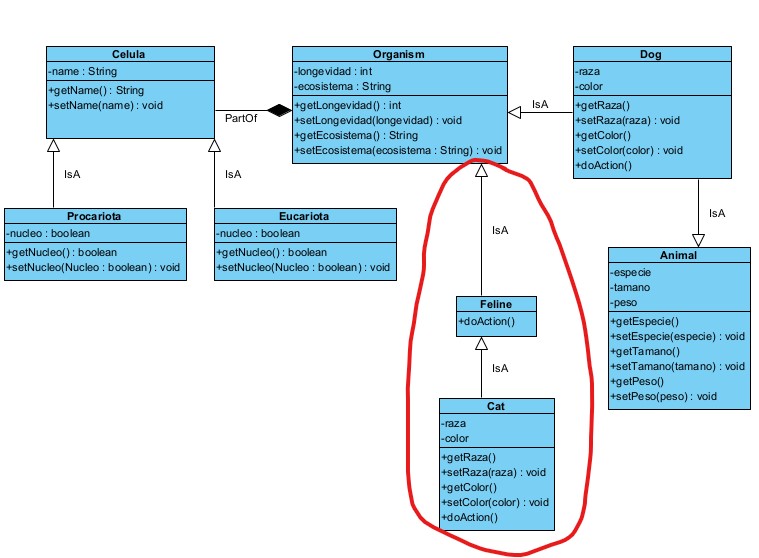 Celula
-name : String
+getName() : String
+setName(name) : void
PartOf
Organism
-longevidad : int
-ecosistema : String
+getLongevidad() : int
+setLongevidad(longevidad) : void
+getEcosistema() : String
+setEcosistema(ecosistema : String) : void
IsA
Dog
-raza
-color
+getRaza()
+setRaza(raza) : void
+getColor()
+setColor(color) : void
+doAction()
IsA
IsA
IsA
IsA
Procariota
-nucleo : boolean
+getNucleo() : boolean
+setNucleo(Nucleo : boolean) : void
Eucariota
-nucleo : boolean
+getNucleo() : boolean
+setNucleo(Nucleo : boolean) : void
Animal
-especie
-tamano
-peso
+getEspecie()
+setEspecie(especie) : void
+getTamano()
+setTamano(tamano) : void
+getPeso()
+setPeso(peso) : void
Feline
+doAction()
IsA
Cat
-raza
-color
+getRaza()
+setRaza(raza) : void
+getColor()
+setColor(color) : void
+doAction()